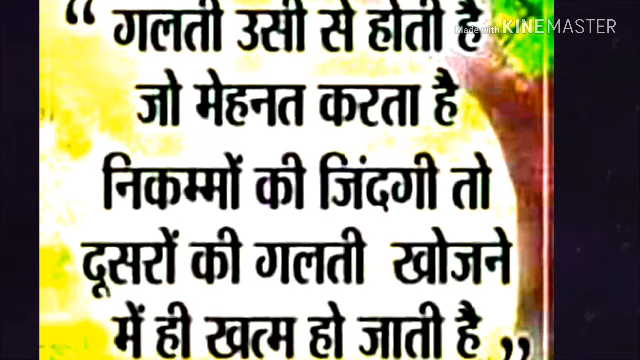 Made with KINEMASTER
“ गलती उसी से होती है
जो मेहनत करता है
निकम्मों की जिंदगी तो
दूसरों की गलती खोजने
में ही खत्म हो जाती है ,,